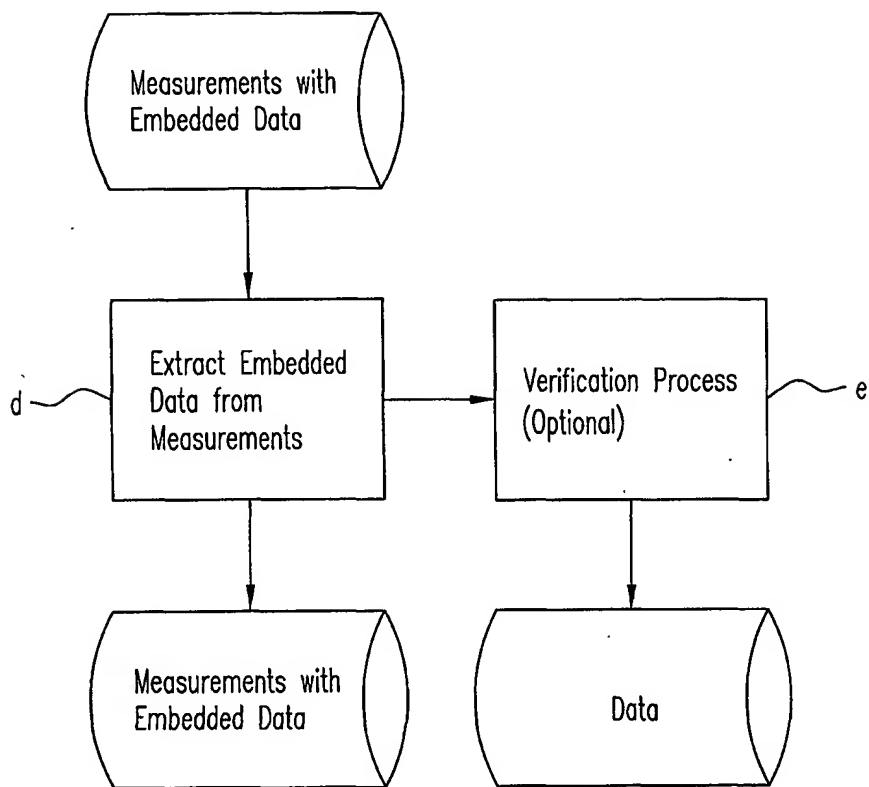 Measurements with
Embedded Data
d
Extract Embedded
Data from
Measurements
Verification Process
(Optional)
e
Measurements with
Embedded Data
Data